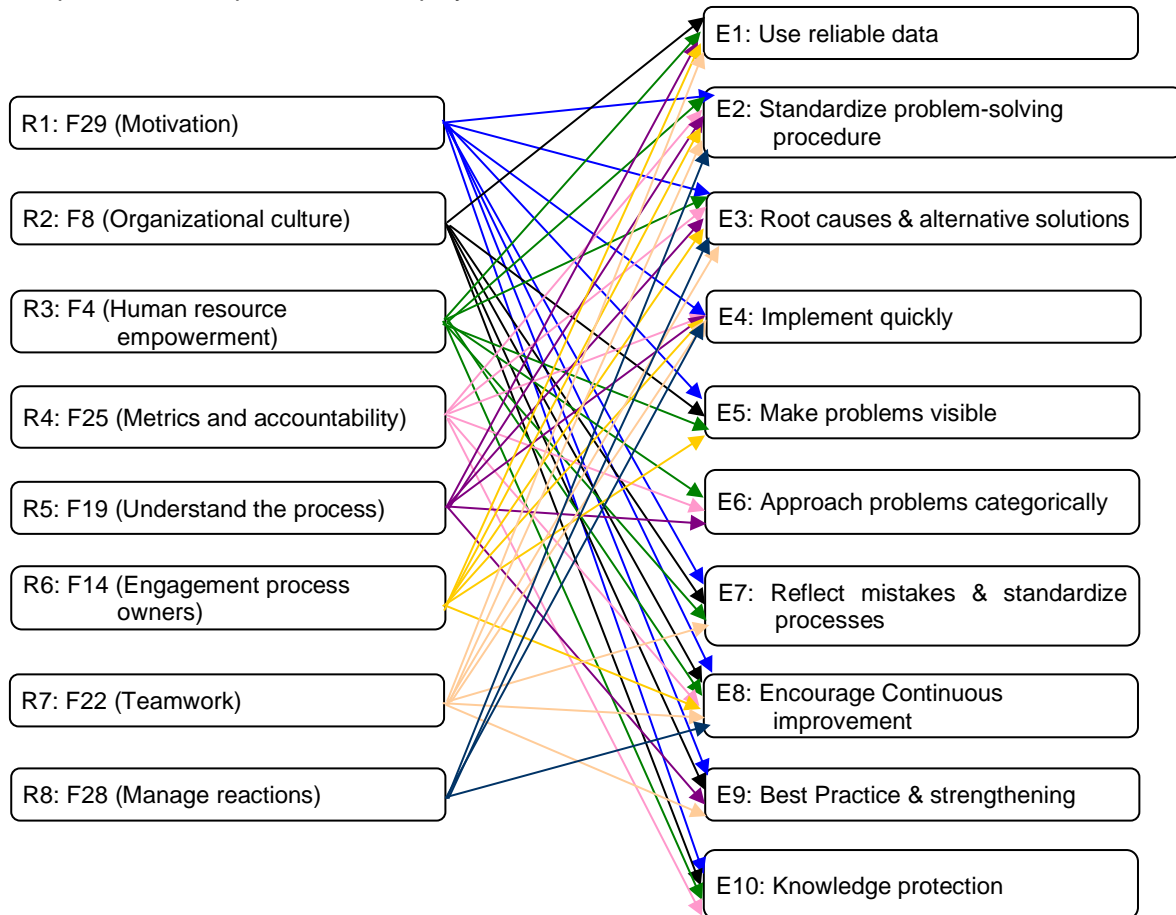 R1: F29 (Motivation)
R2: F8 (Organizational culture)
R3: F4 (Human resource
empowerment)
R4: F25 (Metrics and accountability)
R5: F19 (Understand the process)
R6: F14 (Engagement process
owners)
R7: F22 (Teamwork)
R8: F28 (Manage reactions)
E1: Use reliable data
E2: Standardize problem-solving
procedure
E3: Root causes & alternative solutions
E4: Implement quickly
E5: Make problems visible
E6: Approach problems categorically
E7: Reflect mistakes & standardize
processes
E8: Encourage Continuous
improvement
E9: Best Practice & strengthening
E10: Knowledge protection